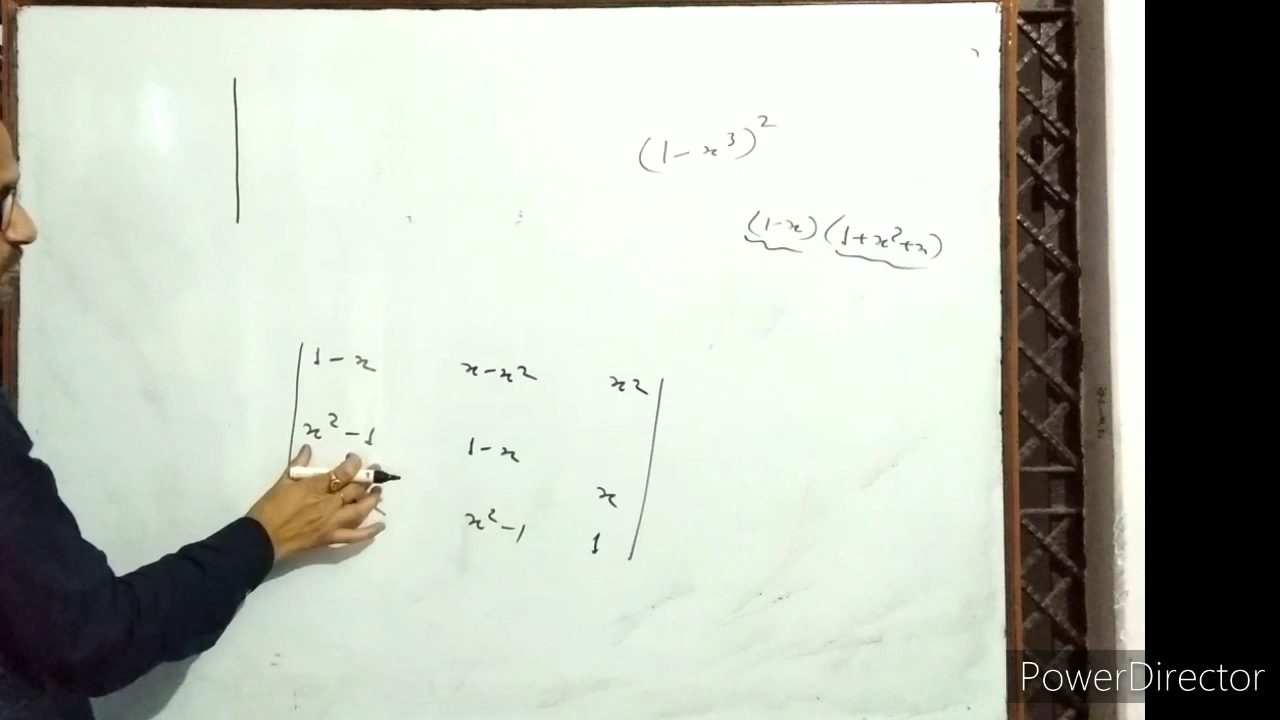 (1-x³)²
(1-x)(1+x²+x)
1-x x-x² x²
x²-1 1-x x
x²-1 1
PowerDirector